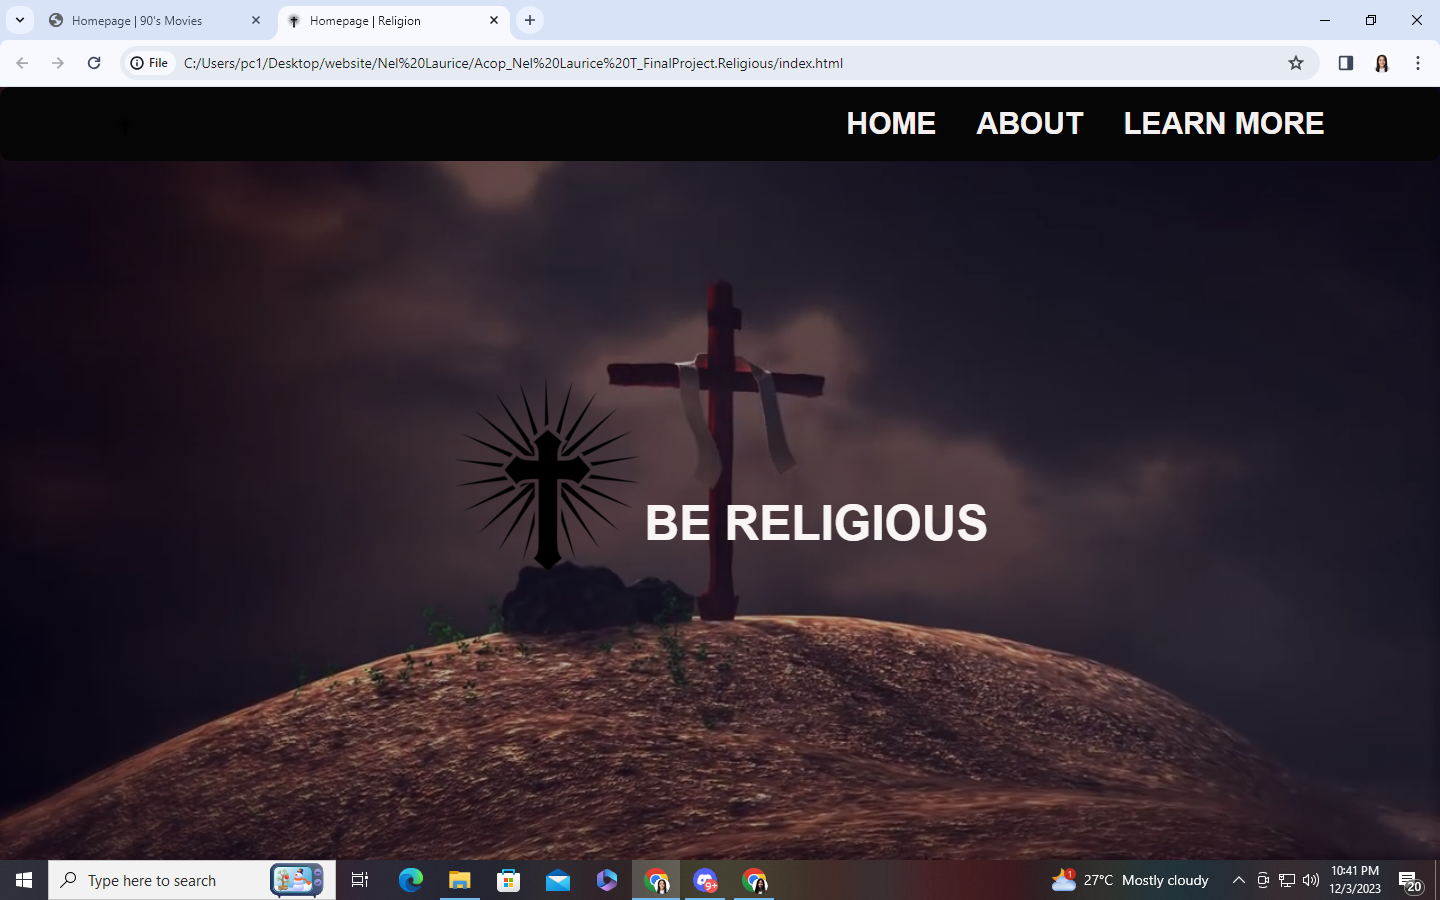 Homepage | 90's Movies
Homepage | Religion
File
C:/Users/pc1/Desktop/website/Nel%20Laurice/Acop_Nel%20Laurice%20T_FinalProject.Religious/index.html
HOME ABOUT LEARN MORE
BE RELIGIOUS
Type here to search
9+
1
27°C Mostly cloudy
10:41 PM
12/3/2023
20